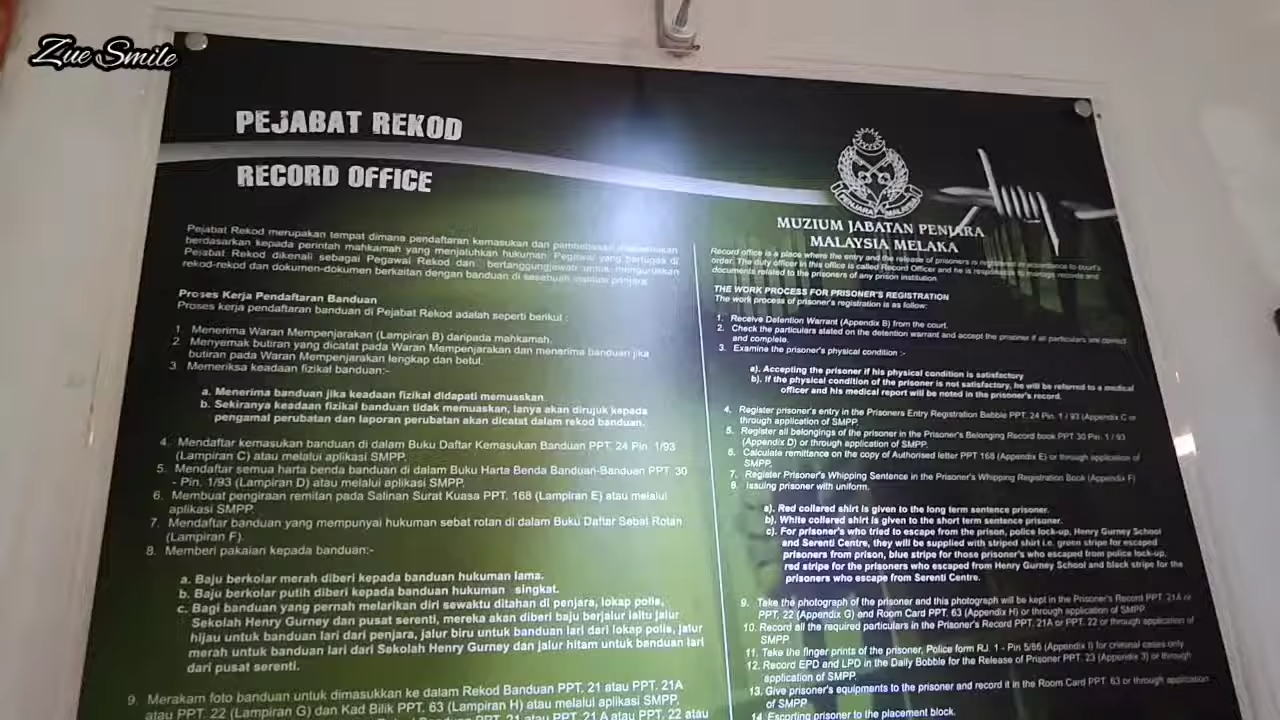 Zue Smile
PEJABAT REKOD
RECORD OFFICE
PENJARA MALAYSIA
MUZIUM JABATAN PENJARA
MALAYSIA MELAKA
Pejabat Rekod merupakan tempat dimana pendaftaran kemasukan dan pembebasan
berdasarkan kepada perintah mahkamah yang menjatuhkan hukuman. Pegawai yang bertugas di
Pejabat Rekod dikenali sebagai Pegawai Rekod dan bertanggungjawab untuk menguruskan
rekod-rekod dan dokumen-dokumen berkaitan dengan banduan di sesebuah institusi penjara.
Proses Kerja Pendaftaran Banduan
Proses kerja pendaftaran banduan di Pejabat Rekod adalah seperti berikut :
1. Menerima Waran Mempenjarakan (Lampiran B) daripada mahkamah.
2. Menyemak butiran yang dicatat pada Waran Mempenjarakan dan menerima banduan jika
butiran pada Waran Mempenjarakan lengkap dan betul.
3. Memeriksa keadaan fizikal banduan:-
a. Menerima banduan jika keadaan fizikal didapati memuaskan
b. Sekiranya keadaan fizikal banduan tidak memuaskan, ianya akan dirujuk kepada
pengamal perubatan dan laporan perubatan akan dicatat dalam rekod banduan.
4. Mendaftar kemasukan banduan di dalam Buku Daftar Kemasukan Banduan PPT. 24 Pin. 1/93
(Lampiran C) atau melalui aplikasi SMPP.
5. Mendaftar semua harta benda banduan di dalam Buku Harta Benda Banduan-Banduan PPT. 30
- Pin. 1/93 (Lampiran D) atau melalui aplikasi SMPP.
6. Membuat pengiraan remitan pada Salinan Surat Kuasa PPT. 168 (Lampiran E) atau melalui
aplikasi SMPP.
7. Mendaftar banduan yang mempunyai hukuman sebat rotan di dalam Buku Daftar Sebat Rotan
(Lampiran F).
8. Memberi pakaian kepada banduan:-
a. Baju berkolar merah diberi kepada banduan hukuman lama.
b. Baju berkolar putih diberi kepada banduan hukuman singkat.
c. Bagi banduan yang pernah melarikan diri sewaktu ditahan di penjara, lokap polis,
Sekolah Henry Gurney dan pusat serenti, mereka akan diberi baju berjalur iaitu jalur
hijau untuk banduan lari dari penjara, jalur biru untuk banduan lari dari lokap polis, jalur
merah untuk banduan lari dari Sekolah Henry Gurney dan jalur hitam untuk banduan lari
dari pusat serenti.
9. Merakam foto banduan untuk dimasukkan ke dalam Rekod Banduan PPT. 21 atau PPT. 21A
atau PPT. 22 (Lampiran G) dan Kad Bilik PPT. 63 (Lampiran H) atau melalui aplikasi SMPP.
PPT. 21 atau PPT. 21 A atau PPT. 22 atau
Record office is a place where the entry and the release of prisoners is in accordance to court's
order. The duty officer in this office is called Record Officer and he is responsible to manage records and
documents related to the prisoners of any prison institution.
THE WORK PROCESS FOR PRISONER'S REGISTRATION
The work process of prisoner's registration is as follow:
1. Receive Detention Warrant (Appendix B) from the court.
2. Check the particulars stated on the detention warrant and accept the prisoner if all particulars are correct
and complete.
3. Examine the prisoner's physical condition :-
a). Accepting the prisoner if his physical condition is satisfactory
b). If the physical condition of the prisoner is not satisfactory, he will be referred to a medical
officer and his medical report will be noted in the prisoner's record.
4. Register prisoner's entry in the Prisoners Entry Registration Babble PPT. 24 Pin. 1 / 93 (Appendix C or
through application of SMPP.
5. Register all belongings of the prisoner in the Prisoner's Belonging Record book PPT 30 Pin. 1 / 93
(Appendix D) or through application of SMPP.
6. Calculate remittance on the copy of Authorised letter PPT 168 (Appendix E) or through application of
SMPP.
7. Register Prisoner's Whipping Sentence in the Prisoner's Whipping Registration Book (Appendix F)
8. Issuing prisoner with uniform.
a). Red collared shirt is given to the long term sentence prisoner.
b). White collared shirt is given to the short term sentence prisoner.
c). For prisoner's who tried to escape from the prison, police lock-up, Henry Gurney School
and Serenti Centre, they will be supplied with striped shirt i.e. green stripe for escaped
prisoners from prison, blue stripe for those prisoner's who escaped from police lock-up,
red stripe for the prisoners who escaped from Henry Gurney School and black stripe for the
prisoners who escape from Serenti Centre.
9. Take the photograph of the prisoner and this photograph will be kept in the Prisoner's Record PPT. 21A or
PPT. 22 (Appendix G) and Room Card PPT. 63 (Appendix H) or through application of SMPP.
10. Record all the required particulars in the Prisoner's Record PPT. 21A or PPT. 22 or through application of
SMPP
11. Take the finger prints of the prisoner, Police form RJ. 1 - Pin 5/86 (Appendix I) for criminal cases only
12. Record EPD and LPD in the Daily Bobble for the Release of Prisoner PPT. 23 (Appendix 3) or through
application of SMPP.
13. Give prisoner's equipments to the prisoner and record it in the Room Card PPT. 63 or through application
of SMPP
14. Escorting prisoner to the placement block.